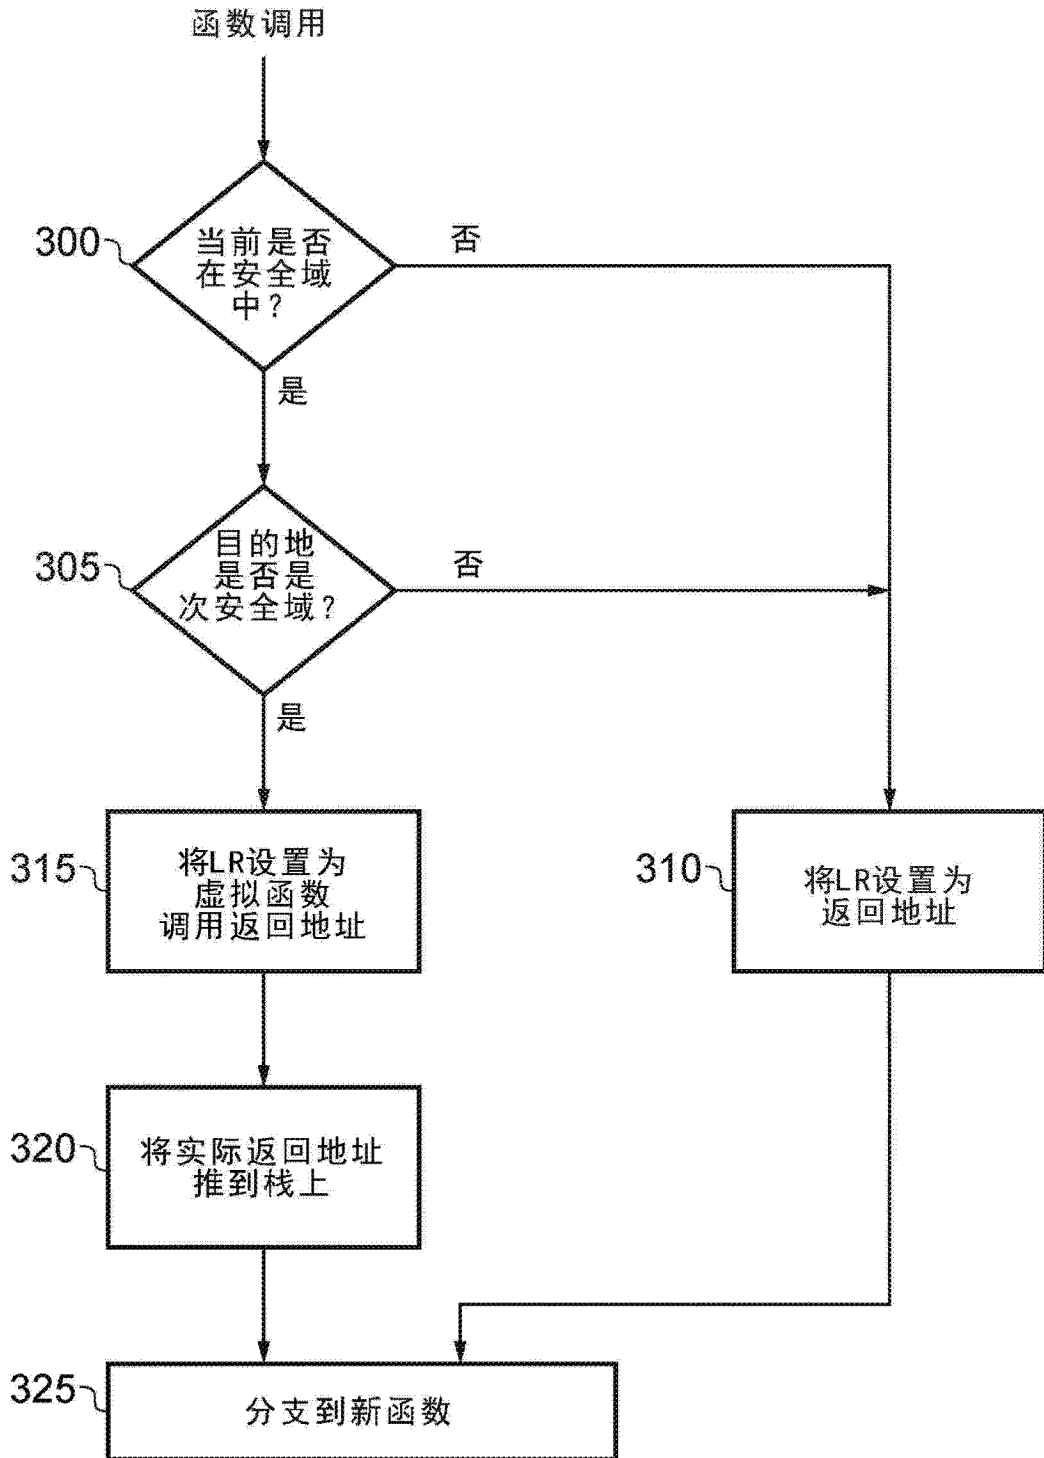 函数调用
300
当前是否
在安全域
中?
否
是
305
目的地
是否是
次安全域?
否
是
315
将LR设置为
虚拟函数
调用返回地址
310
将LR设置为
返回地址
320
将实际返回地址
推到栈上
325
分支到新函数